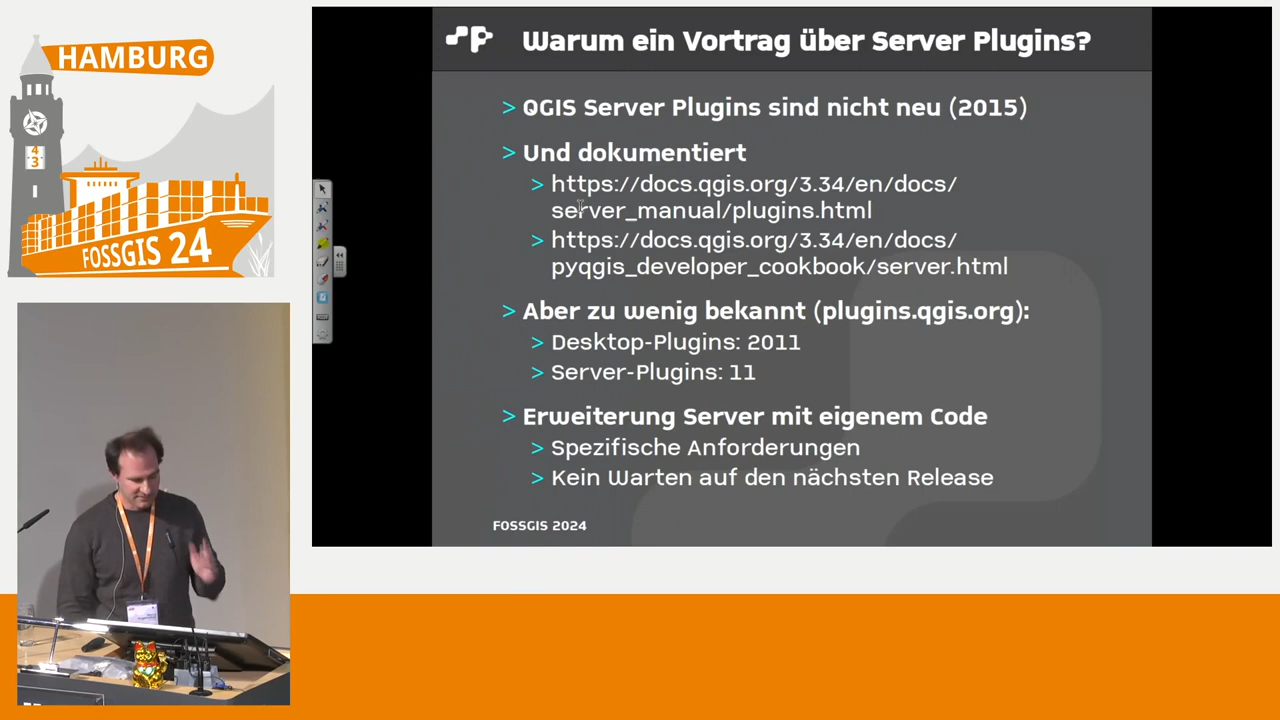 HAMBURG
4
3
FOSSGIS 24
Warum ein Vortrag über Server Plugins?
> QGIS Server Plugins sind nicht neu (2015)
> Und dokumentiert
> https://docs.qgis.org/3.34/en/docs/
server_manual/plugins.html
> https://docs.qgis.org/3.34/en/docs/
pyqgis_developer_cookbook/server.html
> Aber zu wenig bekannt (plugins.qgis.org):
> Desktop-Plugins: 2011
> Server-Plugins: 11
> Erweiterung Server mit eigenem Code
> Spezifische Anforderungen
> Kein Warten auf den nächsten Release
FOSSGIS 2024